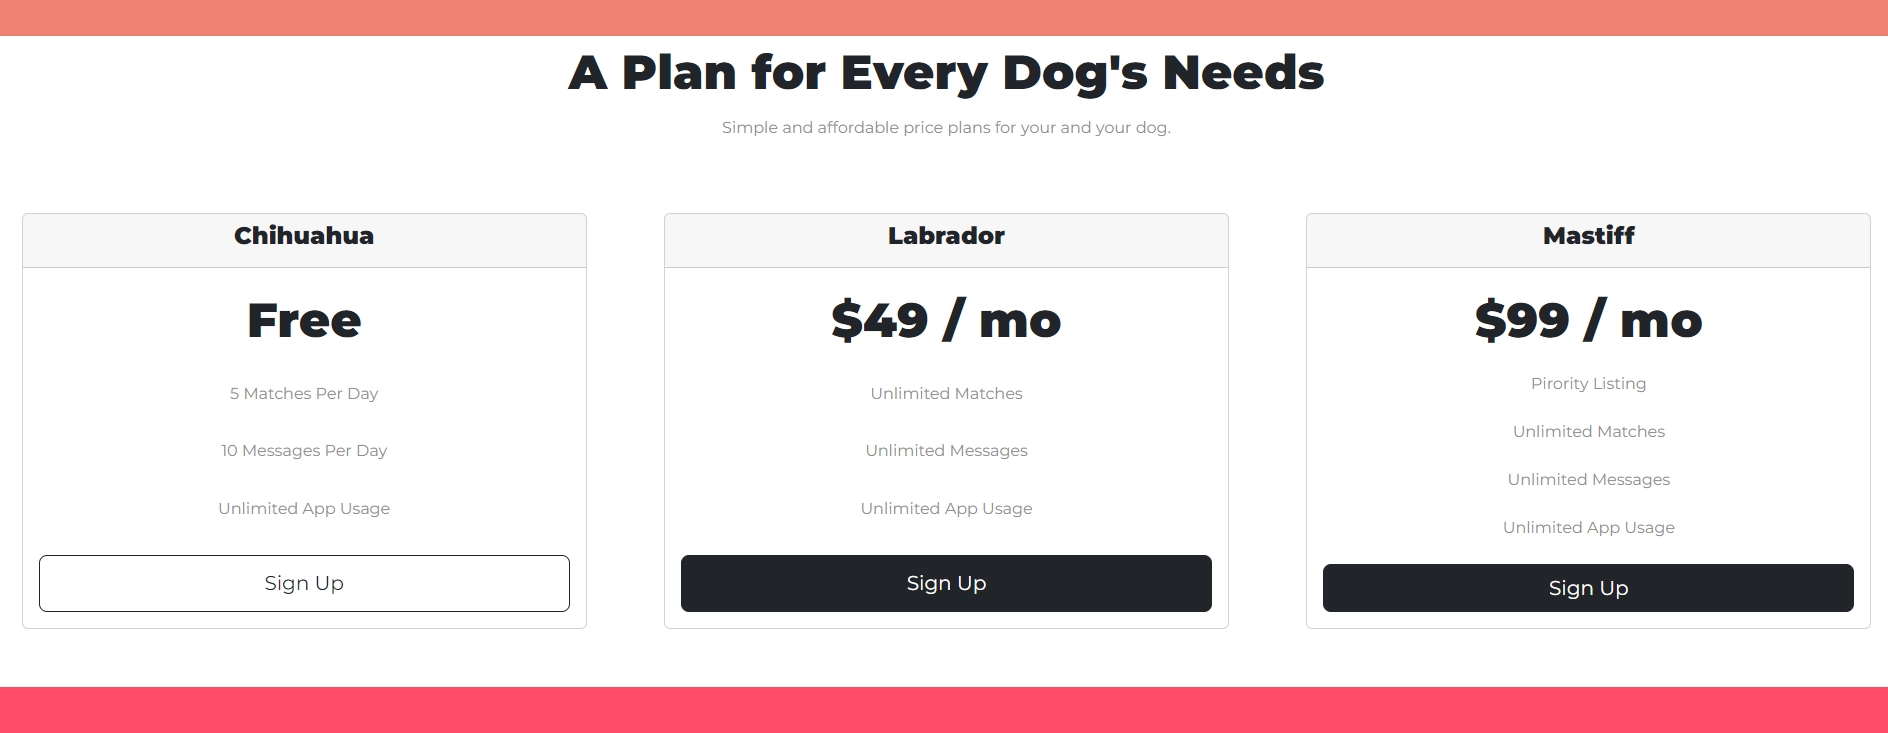 A Plan for Every Dog's Needs
Simple and affordable price plans for your and your dog.
Chihuahua
Free
5 Matches Per Day
10 Messages Per Day
Unlimited App Usage
Sign Up
Labrador
$49 / mo
Unlimited Matches
Unlimited Messages
Unlimited App Usage
Sign Up
Mastiff
$99 / mo
Pirority Listing
Unlimited Matches
Unlimited Messages
Unlimited App Usage
Sign Up